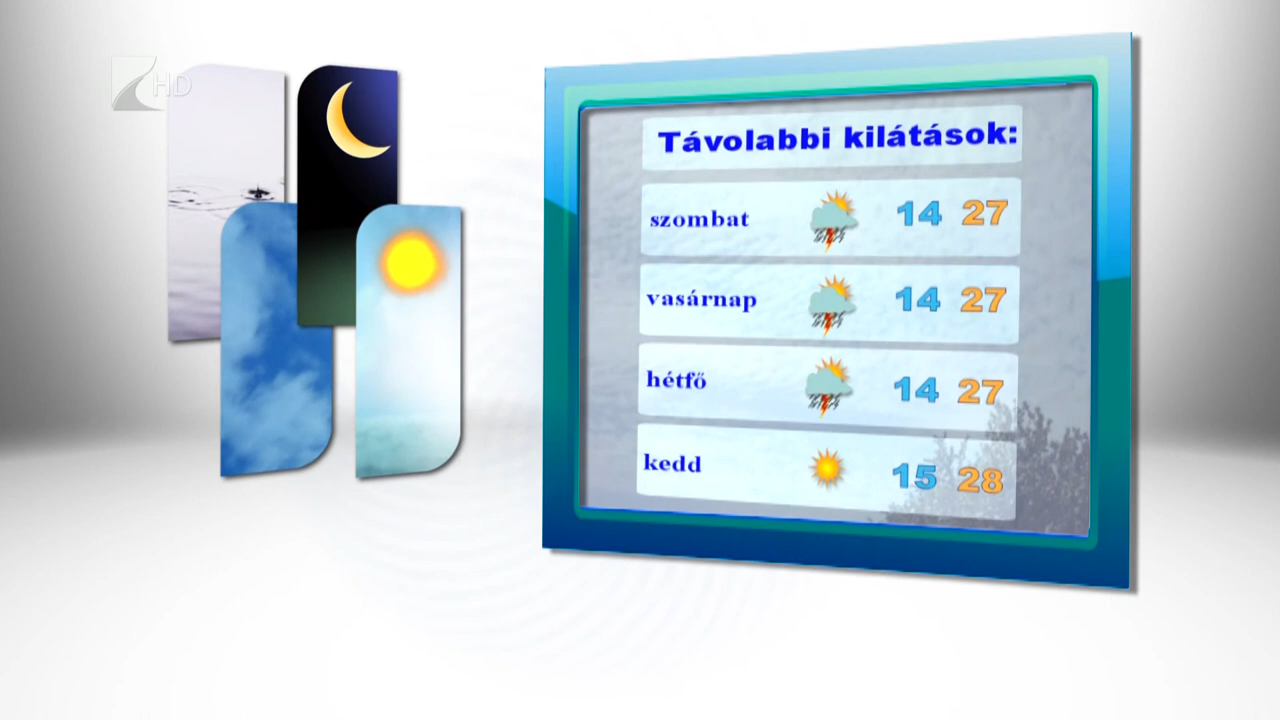 HD
Távolabbi kilátások:
szombat 14 27
vasárnap 14 27
hétfő 14 27
kedd 15 28